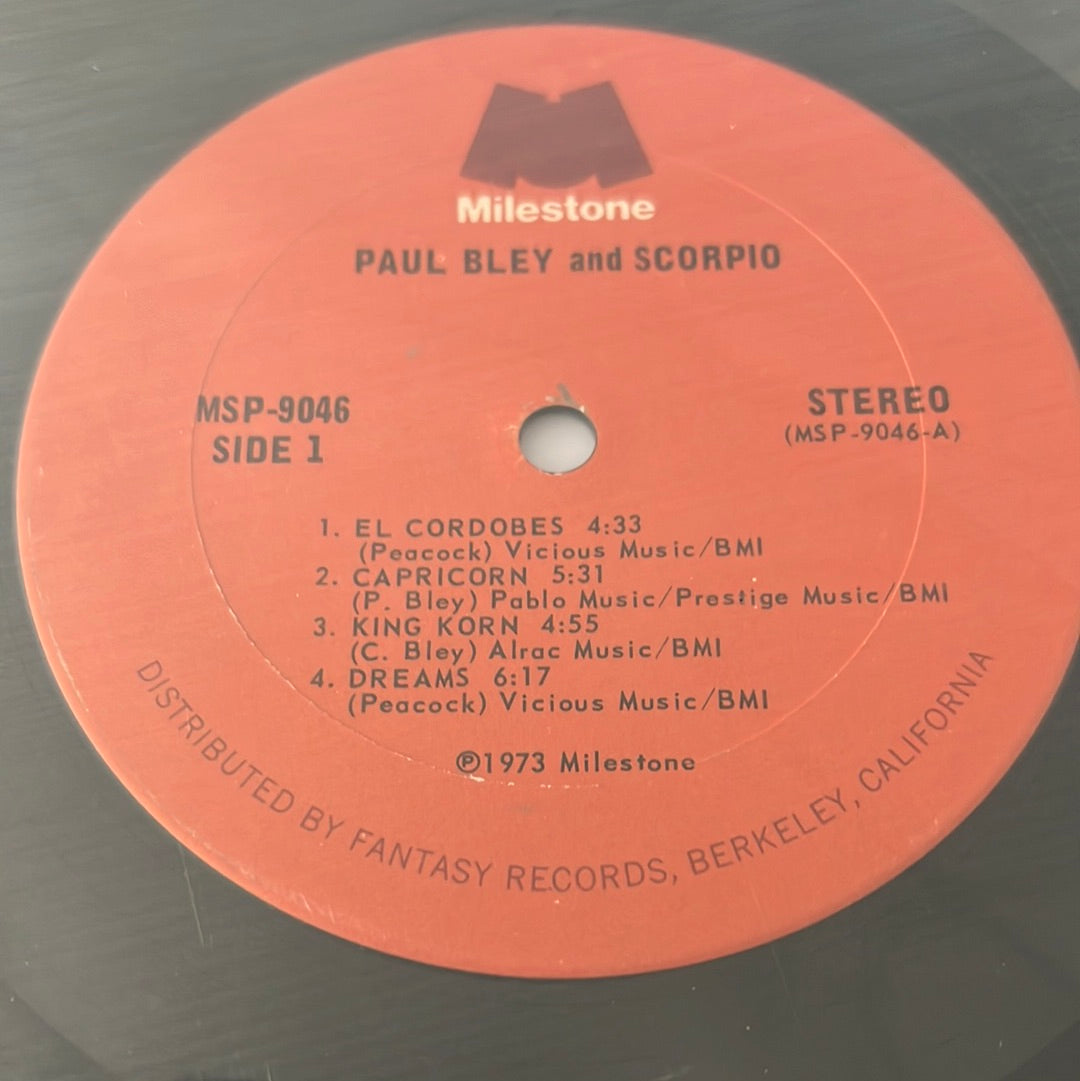 Milestone
PAUL BLEY and SCORPIO
MSP-9046
SIDE 1
STEREO
(MSP-9046-A)
1. EL CORDOBES 4:33
(Peacock) Vicious Music/BMI
2. CAPRICORN 5:31
(P. Bley) Pablo Music/Prestige Music/BMI
3. KING KORN 4:55
(C. Bley) Alrac Music/BMI
4. DREAMS 6:17
(Peacock) Vicious Music/BMI
℗1973 Milestone
DISTRIBUTED BY FANTASY RECORDS, BERKELEY, CALIFORNIA